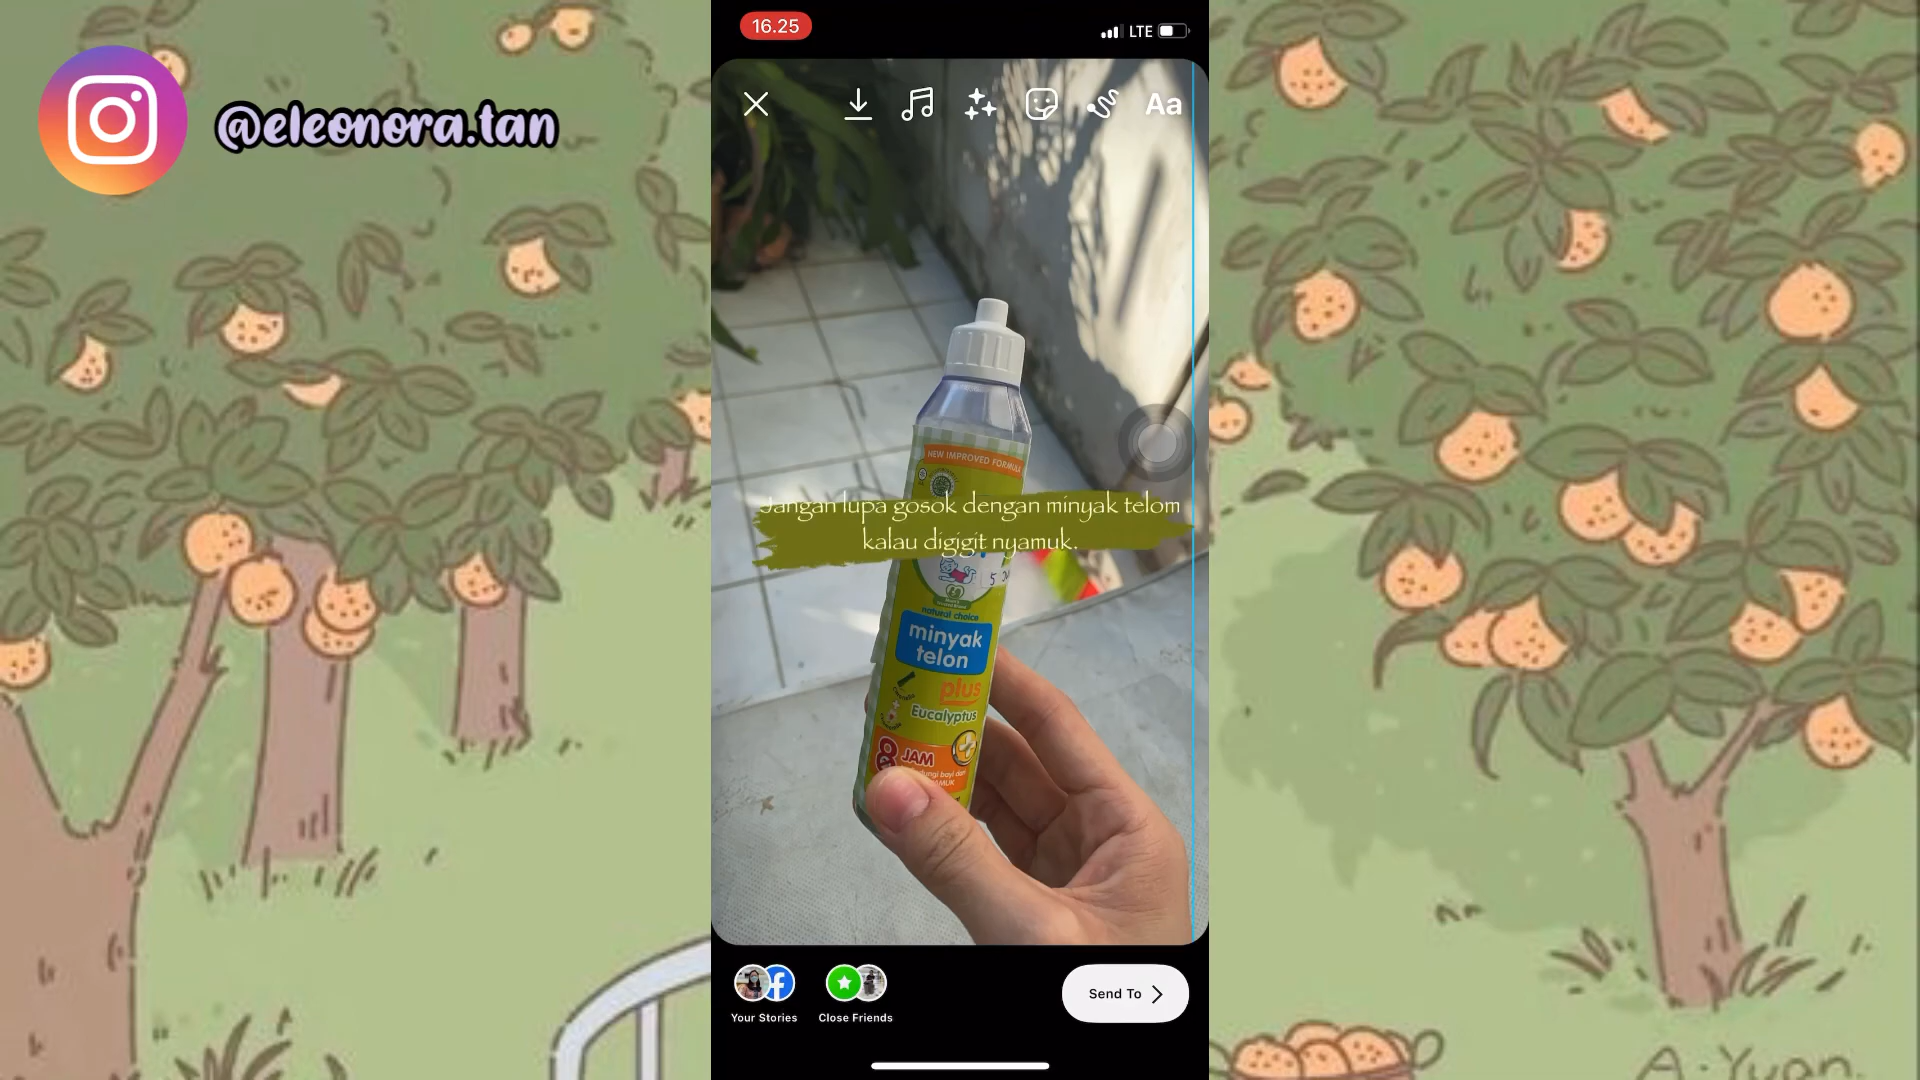 16.25
LTE
@eleonora.tan
Aa
NEW IMPROVED FORMULA
Jangan lupa gosok dengan minyak telom
kalau digigit nyamuk.
natural choice
minyak
telon
plus
Eucalyptus
8 JAM
Your Stories
Close Friends
Send To
A.Yuan.